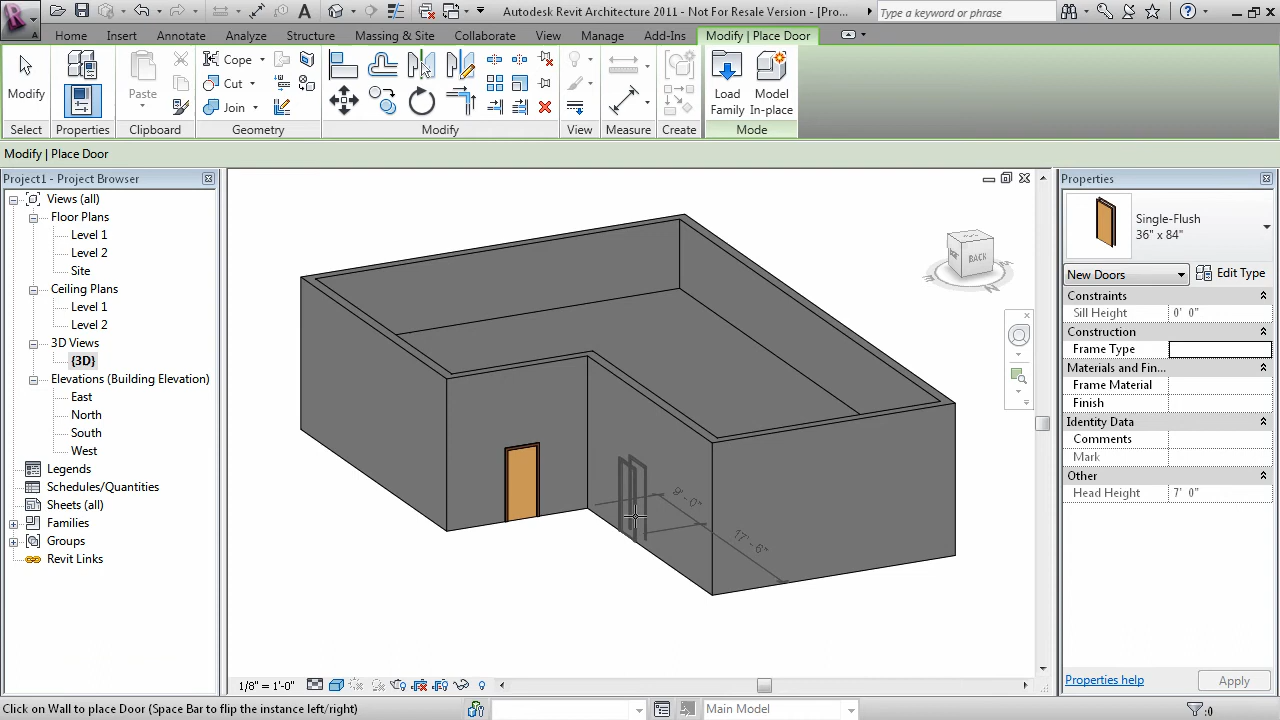 Autodesk Revit Architecture 2011 - Not For Resale Version - [Pro...
Type a keyword or phrase
Home Insert Annotate Analyze Structure Massing & Site Collaborate View Manage Add-Ins Modify | Place Door
Cope
Cut
Join
Modify
Paste
Load Family
Model In-place
Select Properties Clipboard Geometry Modify View Measure Create Mode
Modify | Place Door
Project1 - Project Browser
Views (all)
Floor Plans
Level 1
Level 2
Site
Ceiling Plans
Level 1
Level 2
3D Views
{3D}
Elevations (Building Elevation)
East
North
South
West
Legends
Schedules/Quantities
Sheets (all)
Families
Groups
Revit Links
BACK
9' - 0"
17' - 6"
Properties
Single-Flush
36" x 84"
New Doors
Edit Type
Constraints
Sill Height 0' 0"
Construction
Frame Type
Materials and Fin...
Frame Material
Finish
Identity Data
Comments
Mark
Other
Head Height 7' 0"
Properties help
Apply
1/8" = 1'-0"
Click on Wall to place Door (Space Bar to flip the instance left/right)
Main Model
:0